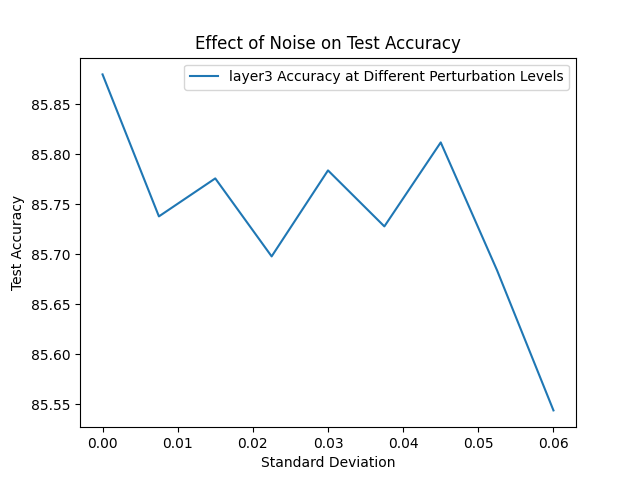 Effect of Noise on Test Accuracy
layer3 Accuracy at Different Perturbation Levels
Test Accuracy
85.85
85.80
85.75
85.70
85.65
85.60
85.55
0.00 0.01 0.02 0.03 0.04 0.05 0.06
Standard Deviation